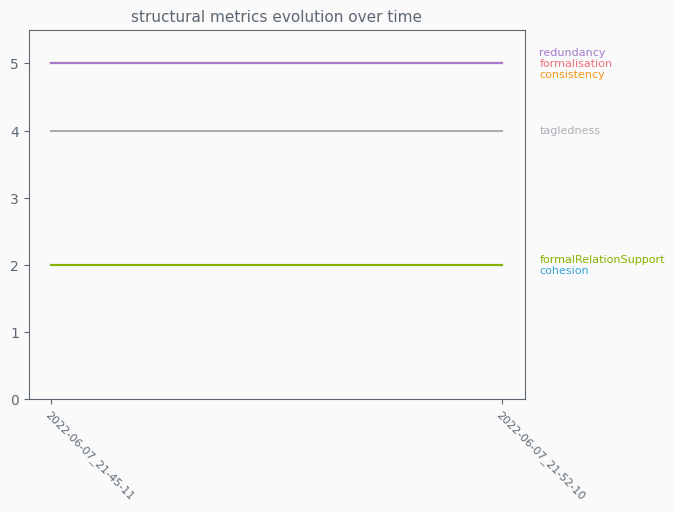 structural metrics evolution over time
5
4
3
2
1
0
redundancy
formalisation
consistency
tagledness
formalRelationSupport
cohesion
2022-06-07_21-45-11
2022-06-07_21-52-10